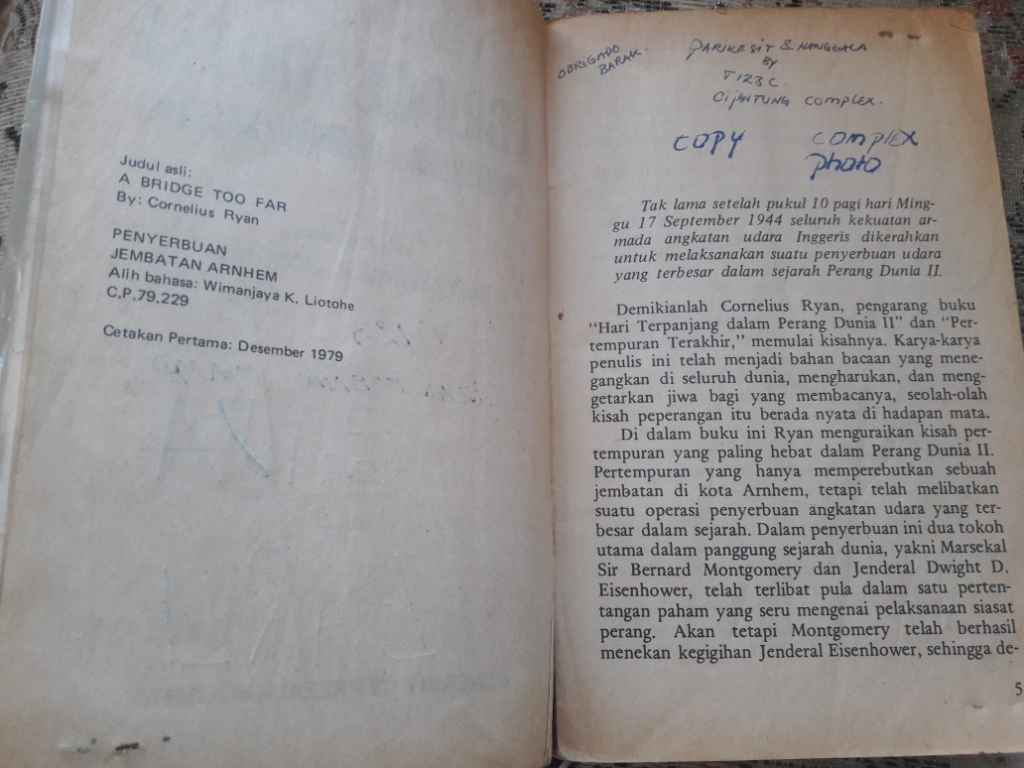 Judul asli:
A BRIDGE TOO FAR
By: Cornelius Ryan
PENYERBUAN
JEMBATAN ARNHEM
Alih bahasa: Wimanjaya K. Liotohe
C.P.79.229
Cetakan Pertama: Desember 1979
OBRIGADO
BARAK.
PARIKESIT & NANGGALA
BY
T123C.
CIJANTUNG COMPLEX.
COPY COMPLEX
photo
Tak lama setelah pukul 10 pagi hari Ming-
gu 17 September 1944 seluruh kekuatan ar-
mada angkatan udara Inggeris dikerahkan
untuk melaksanakan suatu penyerbuan udara
yang terbesar dalam sejarah Perang Dunia II.
Demikianlah Cornelius Ryan, pengarang buku
“Hari Terpanjang dalam Perang Dunia II” dan “Per-
tempuran Terakhir,” memulai kisahnya. Karya-karya
penulis ini telah menjadi bahan bacaan yang mene-
gangkan di seluruh dunia, mengharukan, dan meng-
getarkan jiwa bagi yang membacanya, seolah-olah
kisah peperangan itu berada nyata di hadapan mata.
Di dalam buku ini Ryan menguraikan kisah per-
tempuran yang paling hebat dalam Perang Dunia II.
Pertempuran yang hanya memperebutkan sebuah
jembatan di kota Arnhem, tetapi telah melibatkan
suatu operasi penyerbuan angkatan udara yang ter-
besar dalam sejarah. Dalam penyerbuan ini dua tokoh
utama dalam panggung sejarah dunia, yakni Marsekal
Sir Bernard Montgomery dan Jenderal Dwight D.
Eisenhower, telah terlibat pula dalam satu perten-
tangan paham yang seru mengenai pelaksanaan siasat
perang. Akan tetapi Montgomery telah berhasil
menekan kegigihan Jenderal Eisenhower, sehingga de-
5